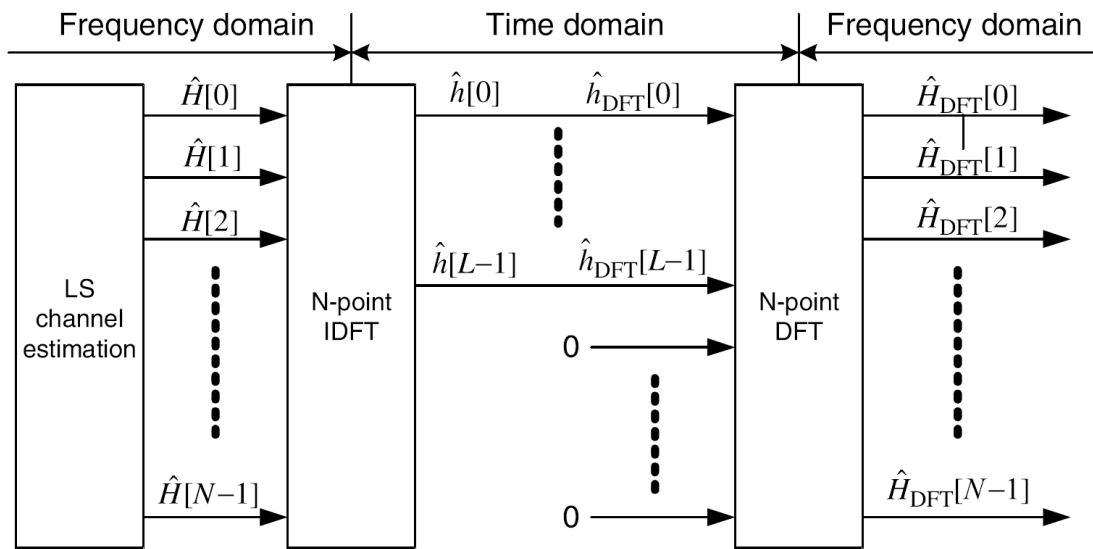 Frequency domain Time domain Frequency domain
Ĥ[0] ĥ[0] ĥ_DFT[0] Ĥ_DFT[0]
Ĥ[1] Ĥ_DFT[1]
Ĥ[2] Ĥ_DFT[2]
ĥ[L−1] ĥ_DFT[L−1]
LS
channel
estimation
N-point
IDFT
N-point
DFT
0
0
Ĥ[N−1] Ĥ_DFT[N−1]